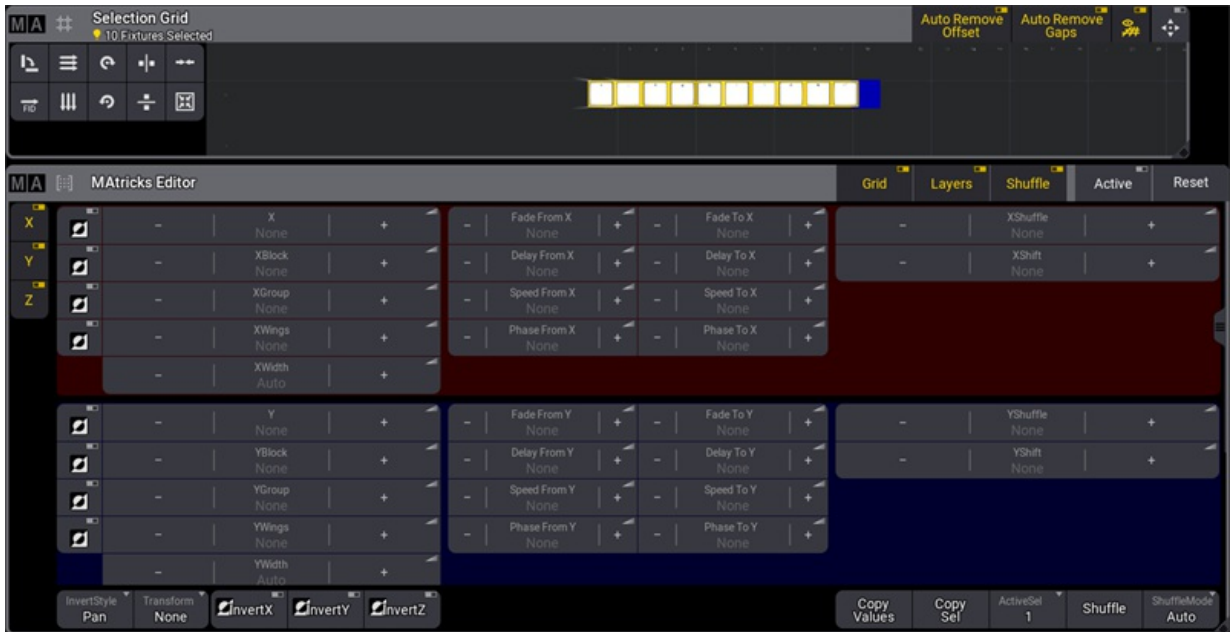 MA Selection Grid
10 Fixtures Selected
Auto Remove Offset
Auto Remove Gaps
FID
MA MAtricks Editor
Grid Layers Shuffle Active Reset
X
Y
Z
- X None +
- Fade From X None + - Fade To X None +
- XShuffle None +
- XBlock None +
- Delay From X None + - Delay To X None +
- XShift None +
- XGroup None +
- Speed From X None + - Speed To X None +
- XWings None +
- Phase From X None + - Phase To X None +
- XWidth Auto +
- Y None +
- Fade From Y None + - Fade To Y None +
- YShuffle None +
- YBlock None +
- Delay From Y None + - Delay To Y None +
- YShift None +
- YGroup None +
- Speed From Y None + - Speed To Y None +
- YWings None +
- Phase From Y None + - Phase To Y None +
- YWidth Auto +
InvertStyle Pan
Transform None
InvertX InvertY InvertZ
Copy Values
Copy Sel
ActiveSel 1
Shuffle
ShuffleMode Auto